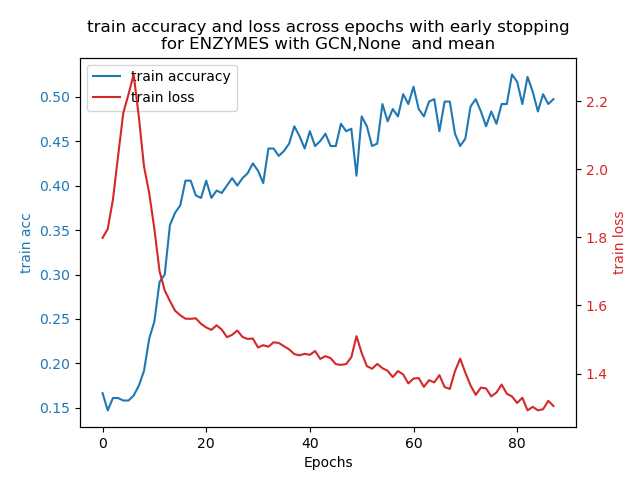 train accuracy and loss across epochs with early stopping
for ENZYMES with GCN,None  and mean
train accuracy
train loss
train acc
0.50
0.45
0.40
0.35
0.30
0.25
0.20
0.15
2.2
2.0
1.8
1.6
1.4
train loss
0 20 40 60 80
Epochs